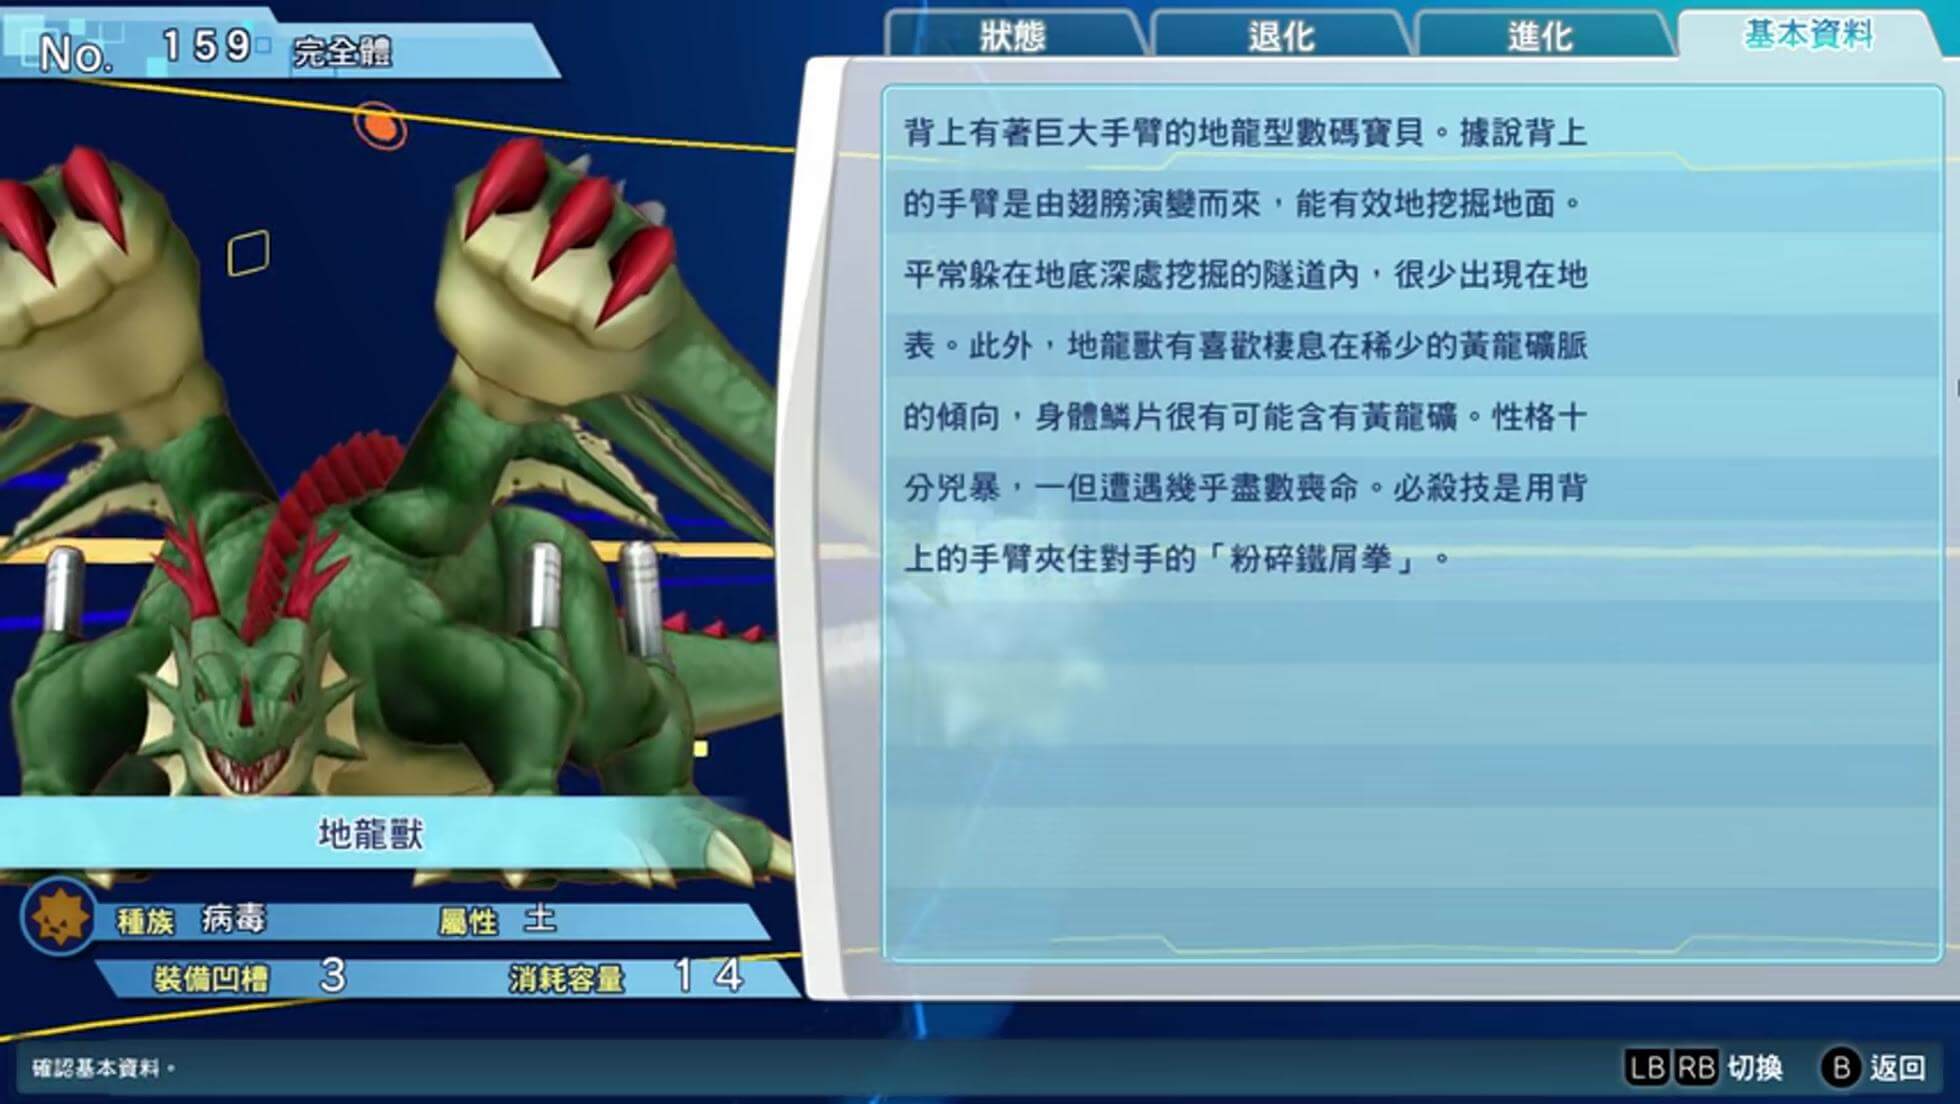 No. 159 完全體
狀態 退化 進化 基本資料
背上有著巨大手臂的地龍型數碼寶貝。據說背上
的手臂是由翅膀演變而來，能有效地挖掘地面。
平常躲在地底深處挖掘的隧道內，很少出現在地
表。此外，地龍獸有喜歡棲息在稀少的黃龍礦脈
的傾向，身體鱗片很有可能含有黃龍礦。性格十
分兇暴，一但遭遇幾乎盡數喪命。必殺技是用背
上的手臂夾住對手的「粉碎鐵屑拳」。
地龍獸
種族 病毒 屬性 土
裝備凹槽 3 消耗容量 14
確認基本資料。
LB RB 切換 B 返回